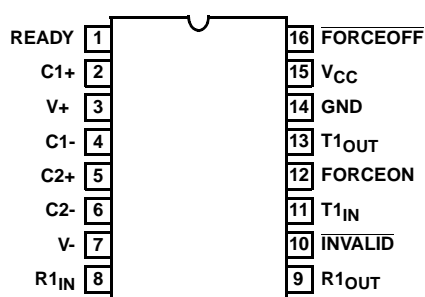 READY 1 16 FORCEOFF
C1+ 2 15 VCC
V+ 3 14 GND
C1- 4 13 T1OUT
C2+ 5 12 FORCEON
C2- 6 11 T1IN
V- 7 10 INVALID
R1IN 8 9 R1OUT